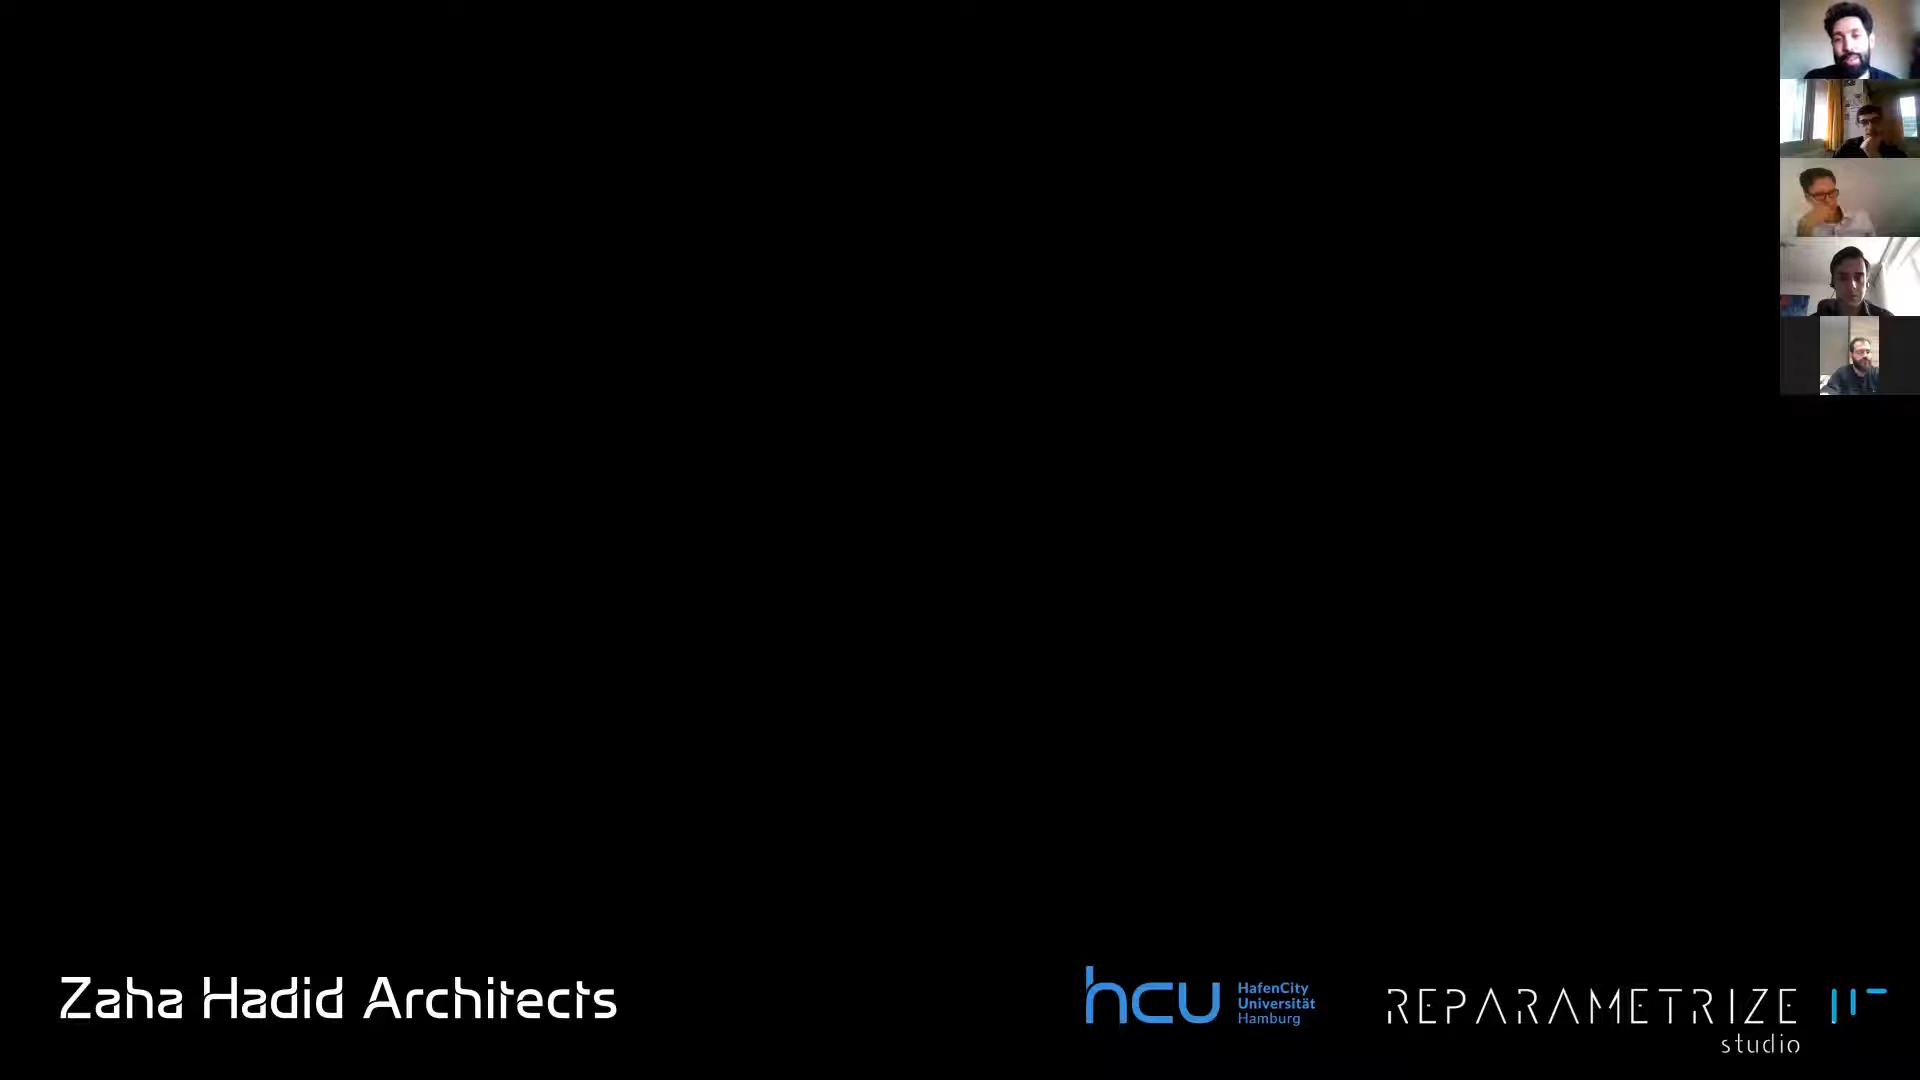 Zaha Hadid Architects
hcu
HafenCity
Universität
Hamburg
REPARAMETRIZE
studio